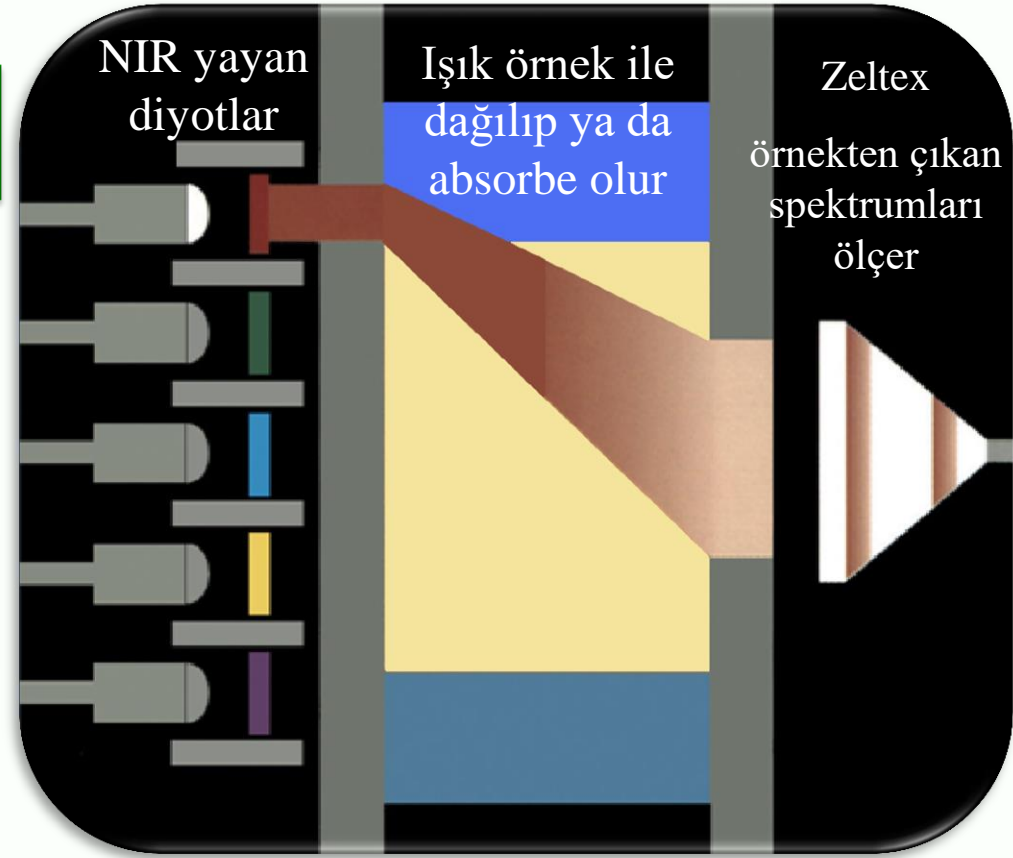 NIR yayan
diyotlar
Işık örnek ile
dağılıp ya da
absorbe olur
Zeltex
örnekten çıkan
spektrumları
ölçer